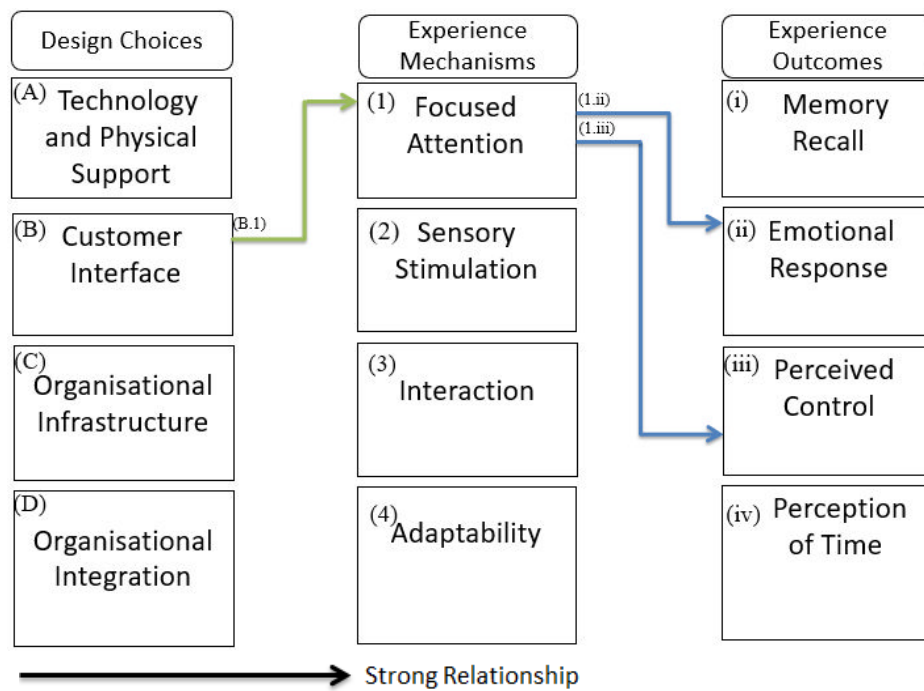 Design Choices
Experience
Mechanisms
Experience
Outcomes
(A) Technology
and Physical
Support
(1) Focused
Attention
(1.ii)
(1.iii)
(i) Memory
Recall
(B) Customer
Interface
(B.1)
(2) Sensory
Stimulation
(ii) Emotional
Response
(C)
Organisational
Infrastructure
(3)
Interaction
(iii) Perceived
Control
(D)
Organisational
Integration
(4)
Adaptability
(iv) Perception
of Time
Strong Relationship